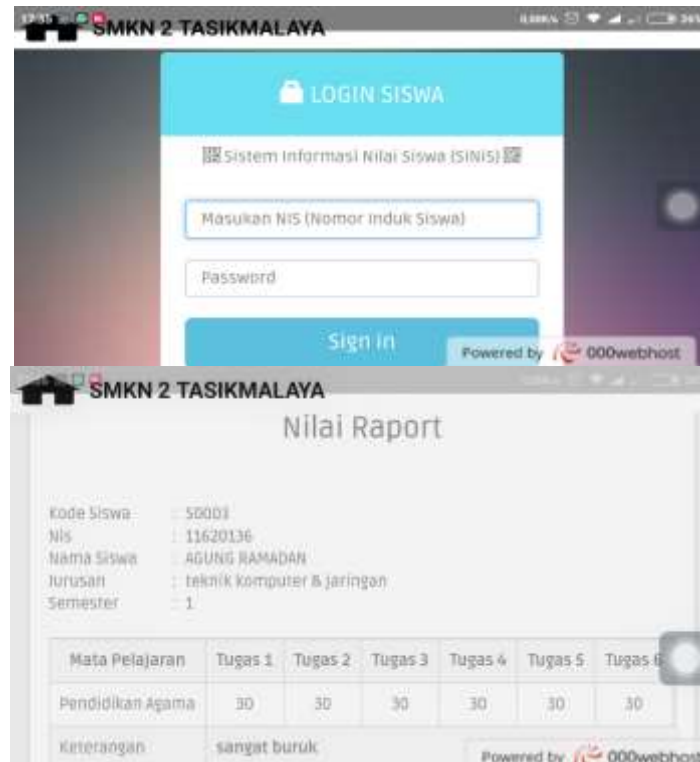 SMKN 2 TASIKMALAYA
LOGIN SISWA
Sistem Informasi Nilai Siswa (SINIS)
Masukan NIS (Nomor Induk Siswa)
Password
Sign in
Powered by 000webhost
SMKN 2 TASIKMALAYA
Nilai Raport
Kode Siswa : S0003
Nis : 11620136
Nama Siswa : AGUNG RAMADAN
Jurusan : teknik komputer & jaringan
Semester : 1
Mata Pelajaran Tugas 1 Tugas 2 Tugas 3 Tugas 4 Tugas 5 Tugas 6
Pendidikan Agama 30 30 30 30 30 30
Keterangan sangat buruk
Powered by 000webhost